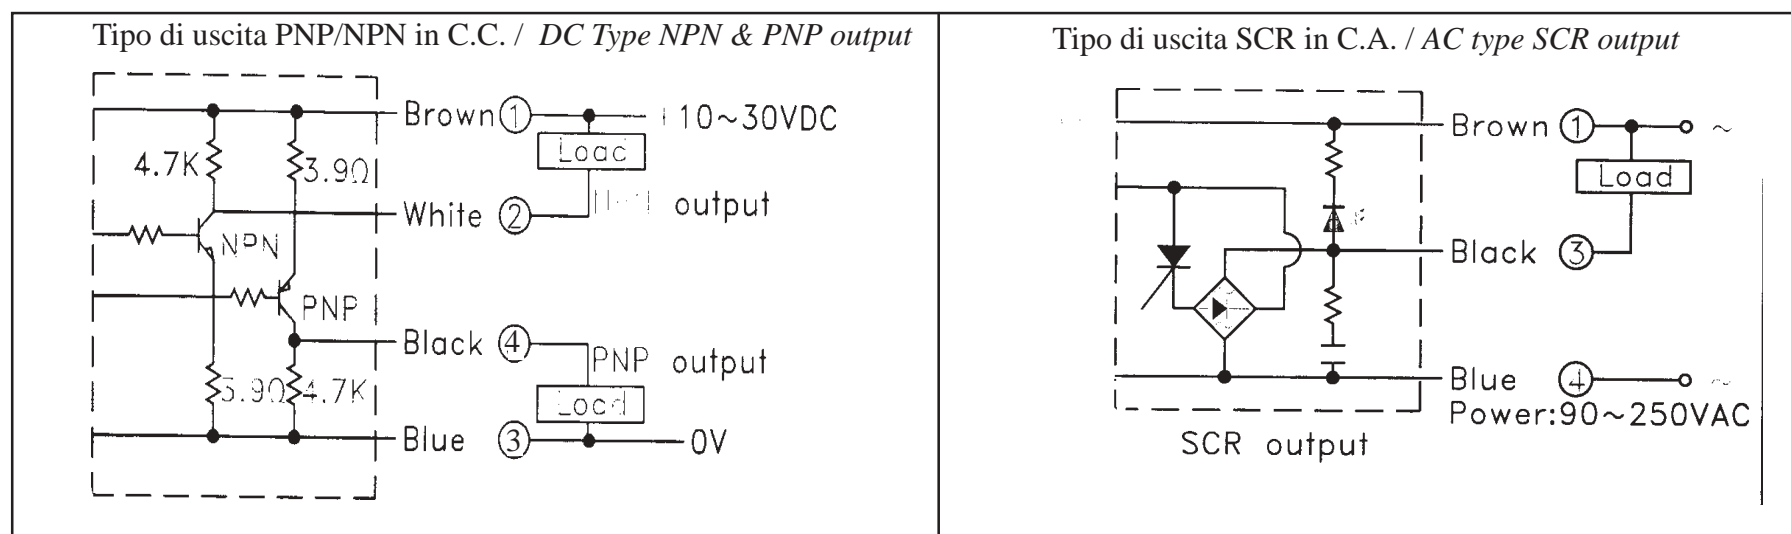 Tipo di uscita PNP/NPN in C.C. / DC Type NPN & PNP output
Brown ① 10~30VDC
Load
4.7K 3.9Ω
White ② output
NPN
PNP
Black ④ PNP output
3.9Ω 4.7K Load
Blue ③ 0V
Tipo di uscita SCR in C.A. / AC type SCR output
Brown ① ~
Load
Black ③
Blue ④ ~
Power:90~250VAC
SCR output